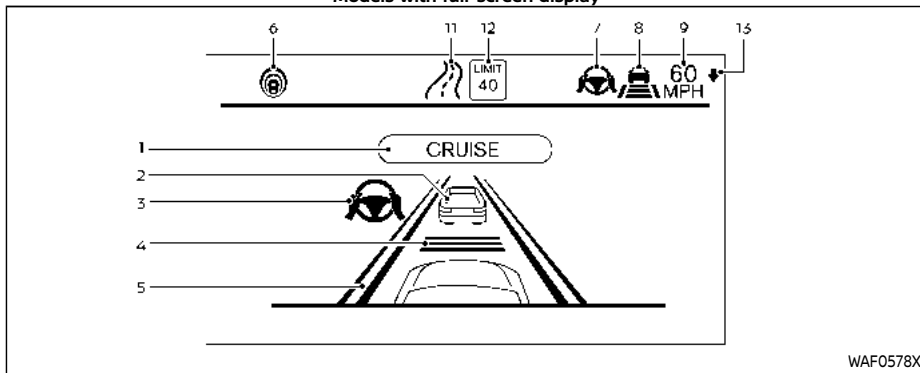 Models with full screen display
6 11 12 7 8 9 13
LIMIT
40
60
MPH
1 CRUISE
2
3
4
5
WAF0578X